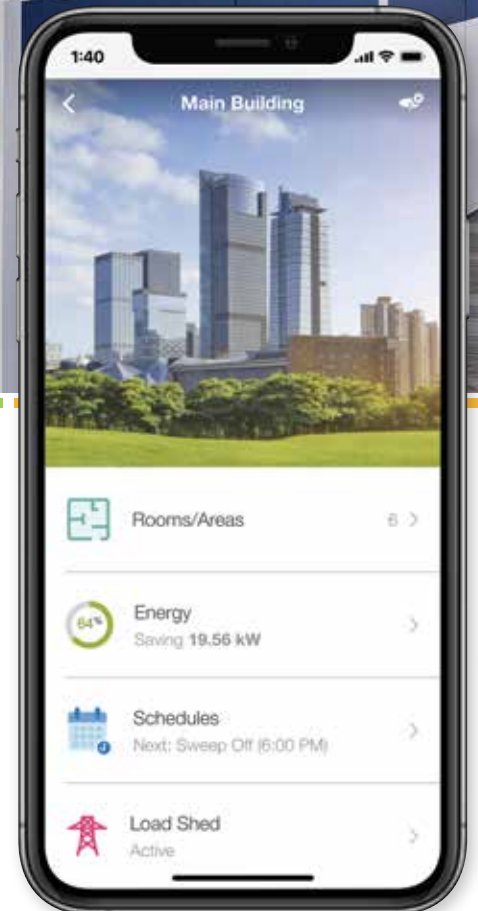 1:40
Main Building
Rooms/Areas
6
64%
Energy
Saving 19.56 kW
Schedules
Next: Sweep Off (6:00 PM)
Load Shed
Active